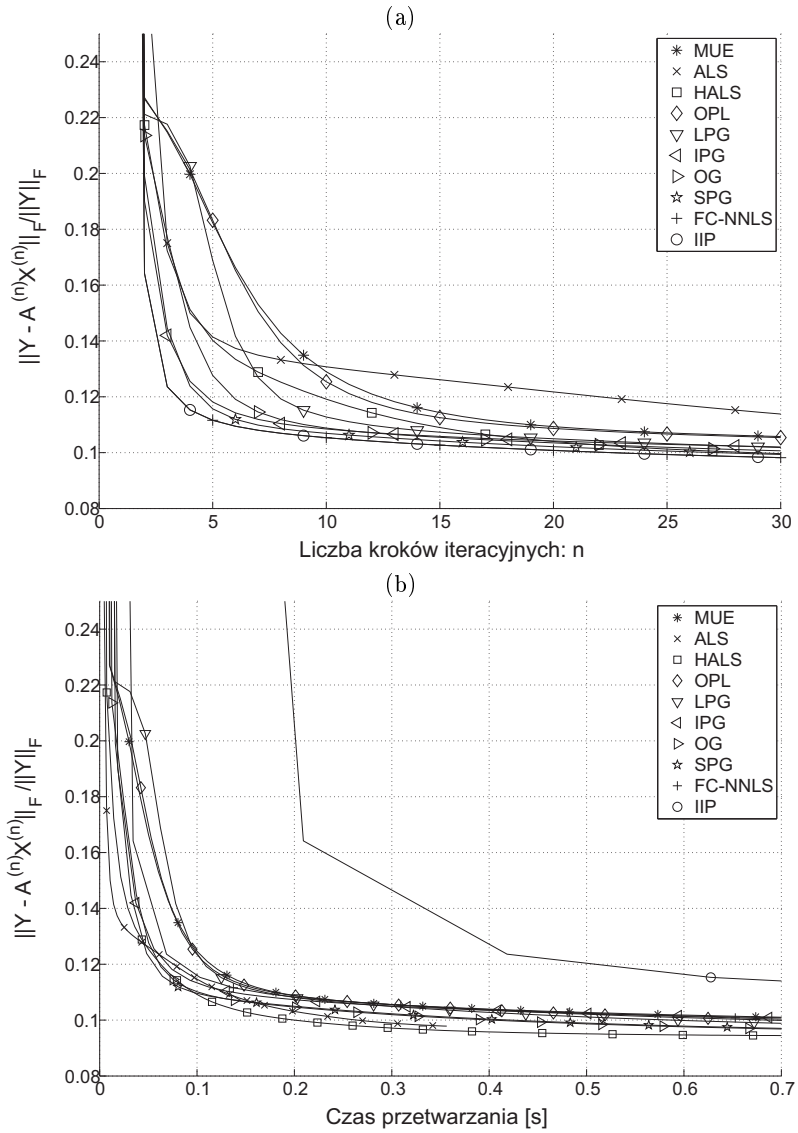 (a)
0.24
0.22
0.2
0.18
0.16
0.14
0.12
0.1
0.08
||Y - A^(n)X^(n)||_F/||Y||_F
MUE
ALS
HALS
OPL
LPG
IPG
OG
SPG
FC-NNLS
IIP
0 5 10 15 20 25 30
Liczba kroków iteracyjnych: n
(b)
0.24
0.22
0.2
0.18
0.16
0.14
0.12
0.1
0.08
||Y - A^(n)X^(n)||_F /||Y||_F
MUE
ALS
HALS
OPL
LPG
IPG
OG
SPG
FC-NNLS
IIP
0 0.1 0.2 0.3 0.4 0.5 0.6 0.7
Czas przetwarzania [s]